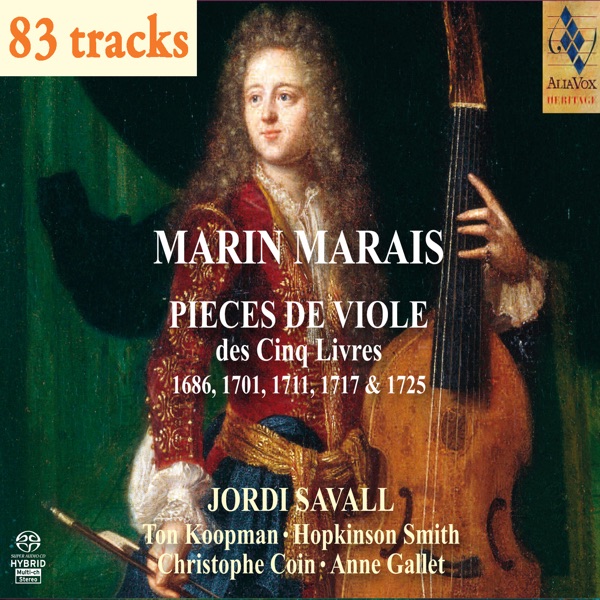 83 tracks
ALIAVOX
HERITAGE
MARIN MARAIS
PIECES DE VIOLE
des Cinq Livres
1686, 1701, 1711, 1717 & 1725
JORDI SAVALL
Ton Koopman · Hopkinson Smith
Christophe Coin · Anne Gallet
SUPER AUDIO CD
HYBRID
Multi-ch
Stereo